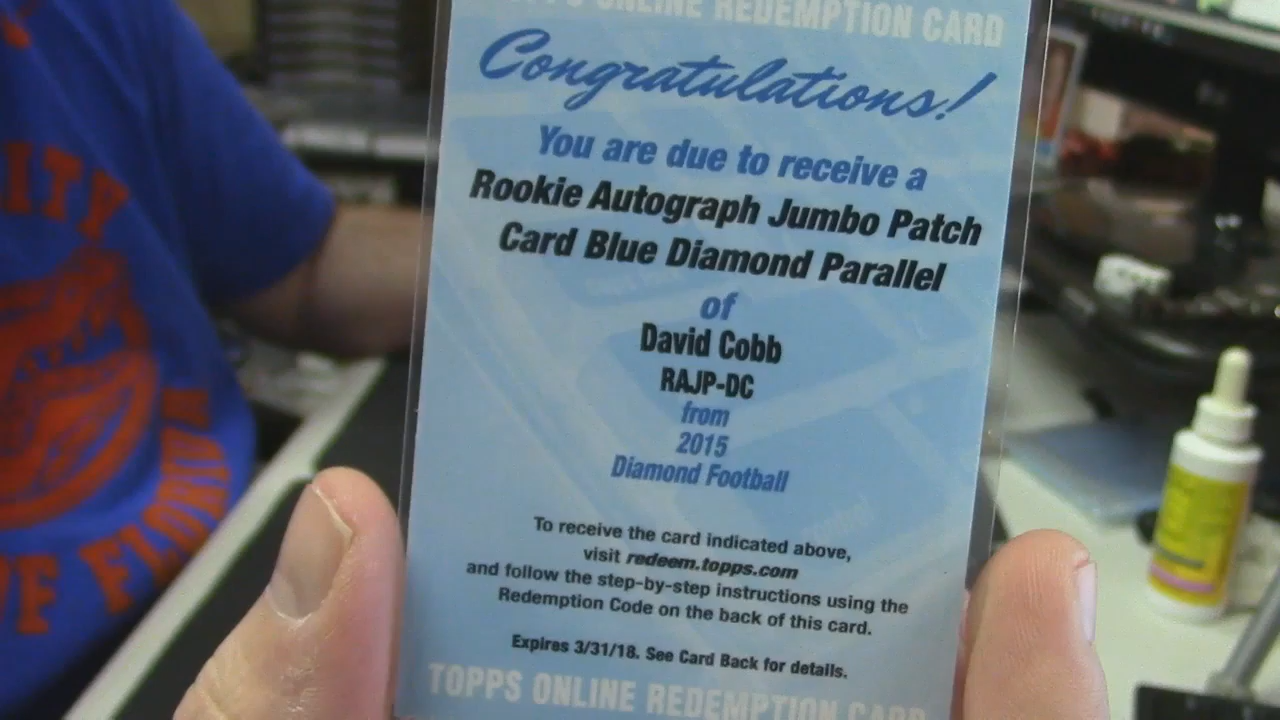 TOPPS ONLINE REDEMPTION CARD
Congratulations!
You are due to receive a
Rookie Autograph Jumbo Patch
Card Blue Diamond Parallel
of
David Cobb
RAJP-DC
from
2015
Diamond Football
To receive the card indicated above,
visit redeem.topps.com
and follow the step-by-step instructions using the
Redemption Code on the back of this card.
Expires 3/31/18. See Card Back for details.
TOPPS ONLINE REDEMPTION CARD
OF FLORIDA